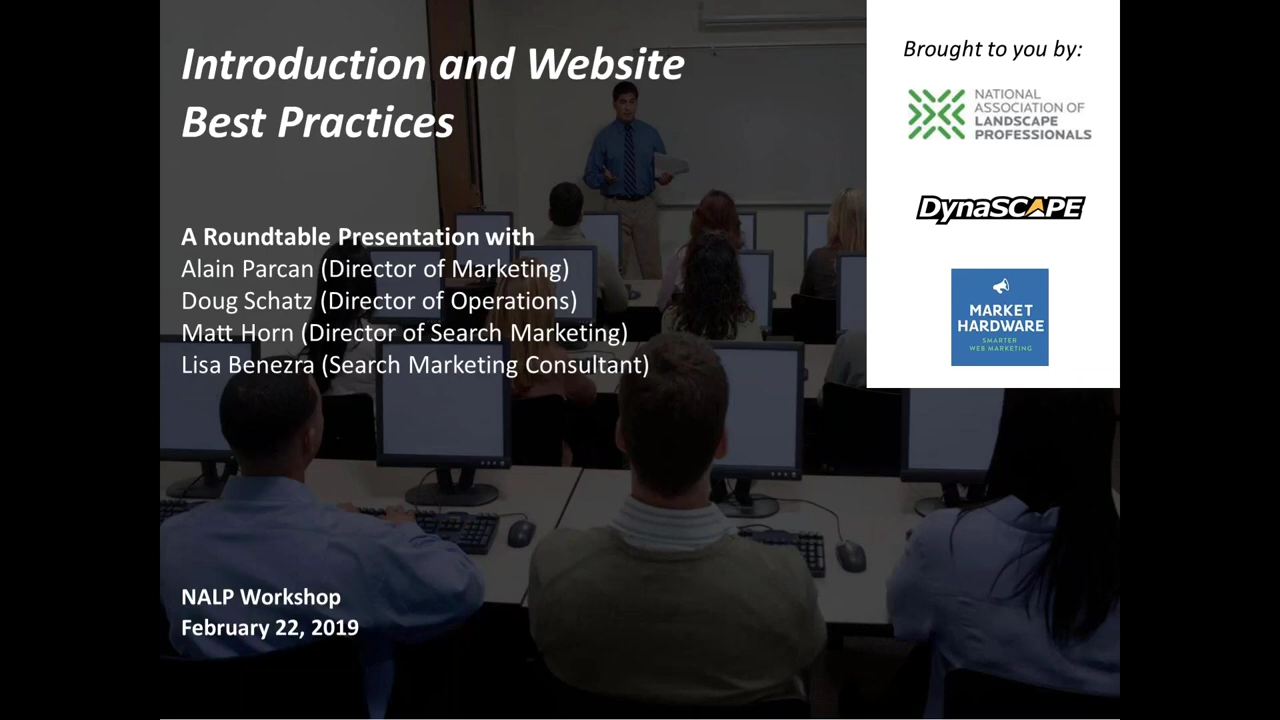 Introduction and Website
Best Practices
A Roundtable Presentation with
Alain Parcan (Director of Marketing)
Doug Schatz (Director of Operations)
Matt Horn (Director of Search Marketing)
Lisa Benezra (Search Marketing Consultant)
NALP Workshop
February 22, 2019
Brought to you by:
NATIONAL
ASSOCIATION OF
LANDSCAPE
PROFESSIONALS
DynaSCAPE
MARKET
HARDWARE
SMARTER
WEB MARKETING